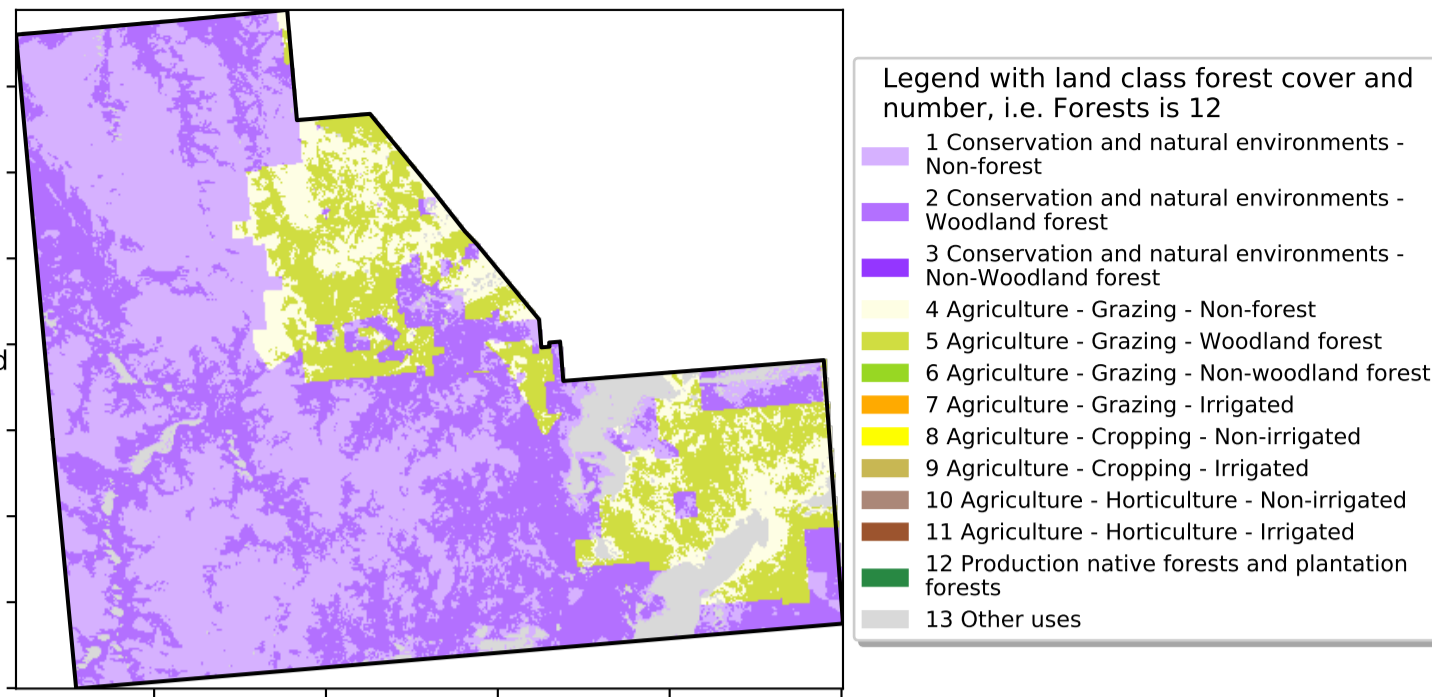 d
Legend with land class forest cover and
number, i.e. Forests is 12
1 Conservation and natural environments -
Non-forest
2 Conservation and natural environments -
Woodland forest
3 Conservation and natural environments -
Non-Woodland forest
4 Agriculture - Grazing - Non-forest
5 Agriculture - Grazing - Woodland forest
6 Agriculture - Grazing - Non-woodland forest
7 Agriculture - Grazing - Irrigated
8 Agriculture - Cropping - Non-irrigated
9 Agriculture - Cropping - Irrigated
10 Agriculture - Horticulture - Non-irrigated
11 Agriculture - Horticulture - Irrigated
12 Production native forests and plantation
forests
13 Other uses